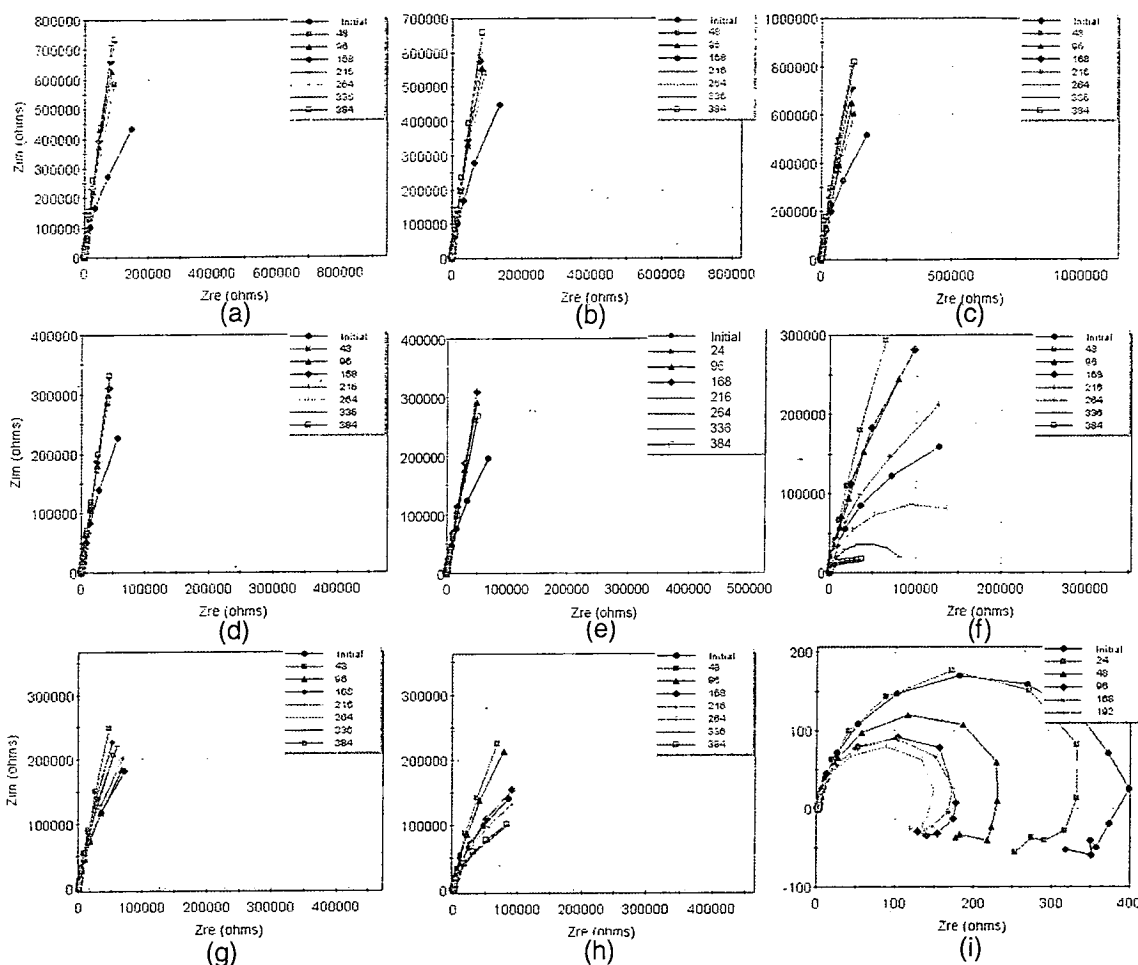 800000
700000
600000
500000
400000
300000
200000
100000
0
Zim (ohms)
0 200000 400000 600000 800000
Zre (ohms)
Initial
48
96
168
216
264
336
384
(a)
700000
600000
500000
400000
300000
200000
100000
0
0 200000 400000 600000 800000
Zre (ohms)
Initial
48
96
168
216
264
336
384
(b)
1000000
800000
600000
400000
200000
0
0 500000 1000000
Zre (ohms)
Initial
48
96
168
216
264
336
384
(c)
400000
300000
200000
100000
0
Zim (ohms)
0 100000 200000 300000 400000
Zre (ohms)
Initial
48
96
168
216
264
336
384
(d)
400000
300000
200000
100000
0
0 100000 200000 300000 400000 500000
Zre (ohms)
Initial
24
96
168
216
264
336
384
(e)
300000
200000
100000
0
0 100000 200000 300000
Zre (ohms)
Initial
48
96
168
216
264
336
384
(f)
300000
200000
100000
0
Zim (ohms)
0 100000 200000 300000 400000
Zre (ohms)
Initial
48
96
168
216
264
336
384
(g)
300000
200000
100000
0
0 100000 200000 300000 400000
Zre (ohms)
Initial
48
96
168
216
264
336
384
(h)
200
100
0
-100
0 100 200 300 400
Zre (ohms)
Initial
24
48
96
168
192
(i)